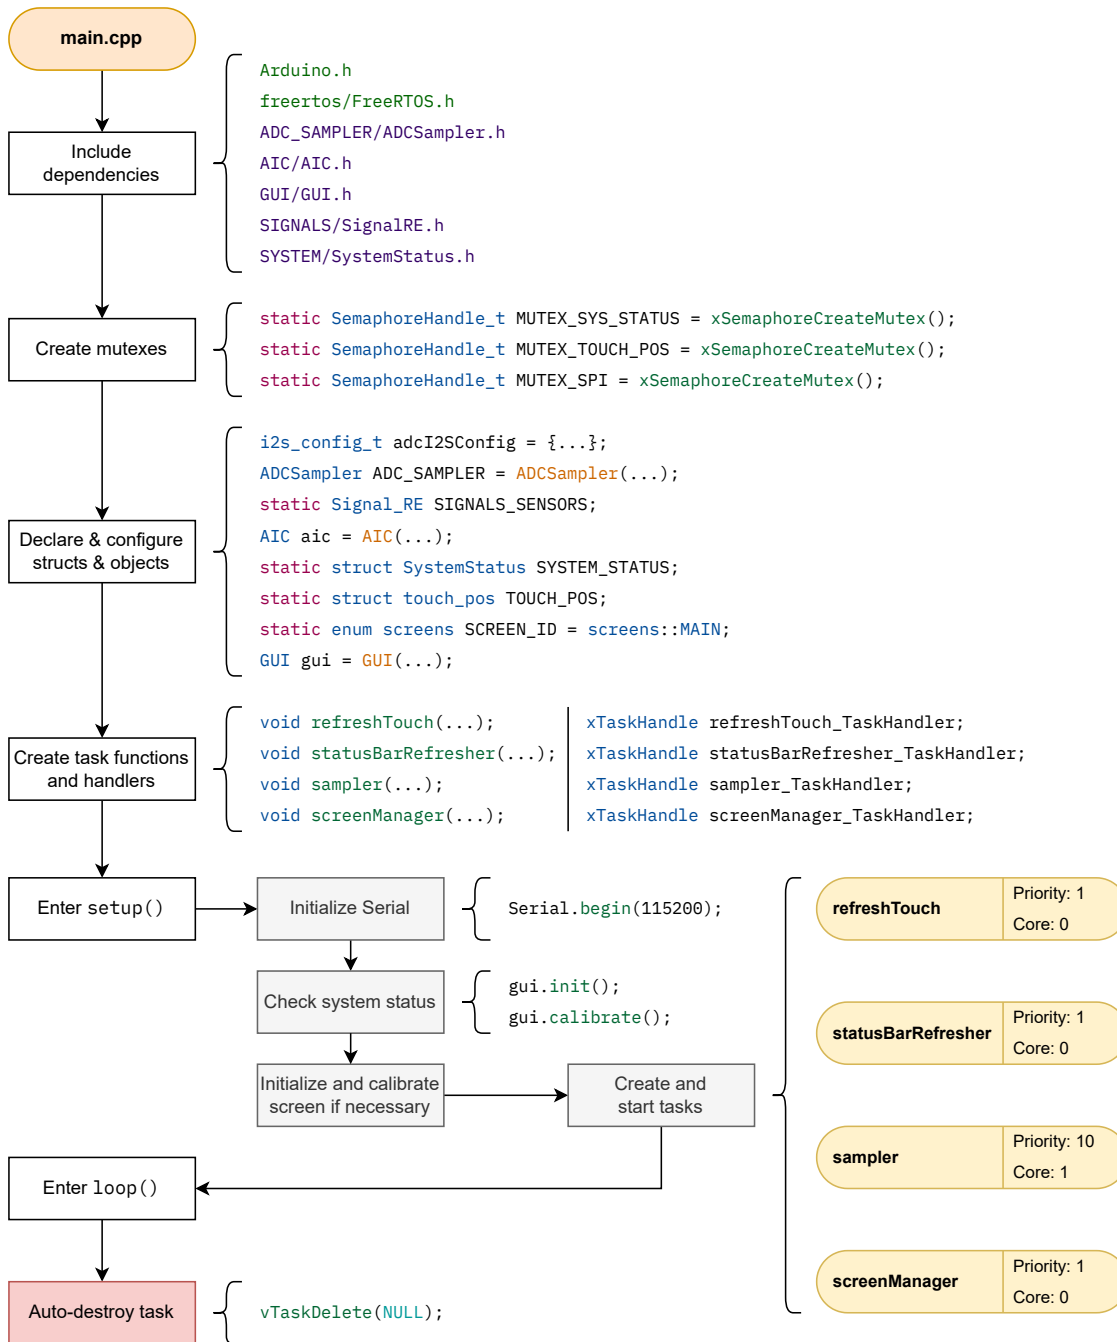 main.cpp
Include
dependencies
Arduino.h
freertos/FreeRTOS.h
ADC_SAMPLER/ADCSampler.h
AIC/AIC.h
GUI/GUI.h
SIGNALS/SignalRE.h
SYSTEM/SystemStatus.h
Create mutexes
static SemaphoreHandle_t MUTEX_SYS_STATUS = xSemaphoreCreateMutex();
static SemaphoreHandle_t MUTEX_TOUCH_POS = xSemaphoreCreateMutex();
static SemaphoreHandle_t MUTEX_SPI = xSemaphoreCreateMutex();
Declare & configure
structs & objects
i2s_config_t adcI2SConfig = {...};
ADCSampler ADC_SAMPLER = ADCSampler(...);
static Signal_RE SIGNALS_SENSORS;
AIC aic = AIC(...);
static struct SystemStatus SYSTEM_STATUS;
static struct touch_pos TOUCH_POS;
static enum screens SCREEN_ID = screens::MAIN;
GUI gui = GUI(...);
Create task functions
and handlers
void refreshTouch(...);
void statusBarRefresher(...);
void sampler(...);
void screenManager(...);
xTaskHandle refreshTouch_TaskHandler;
xTaskHandle statusBarRefresher_TaskHandler;
xTaskHandle sampler_TaskHandler;
xTaskHandle screenManager_TaskHandler;
Enter setup()
Initialize Serial
Serial.begin(115200);
Check system status
gui.init();
gui.calibrate();
Initialize and calibrate
screen if necessary
Create and
start tasks
refreshTouch
Priority: 1
Core: 0
statusBarRefresher
Priority: 1
Core: 0
sampler
Priority: 10
Core: 1
screenManager
Priority: 1
Core: 0
Enter loop()
Auto-destroy task
vTaskDelete(NULL);